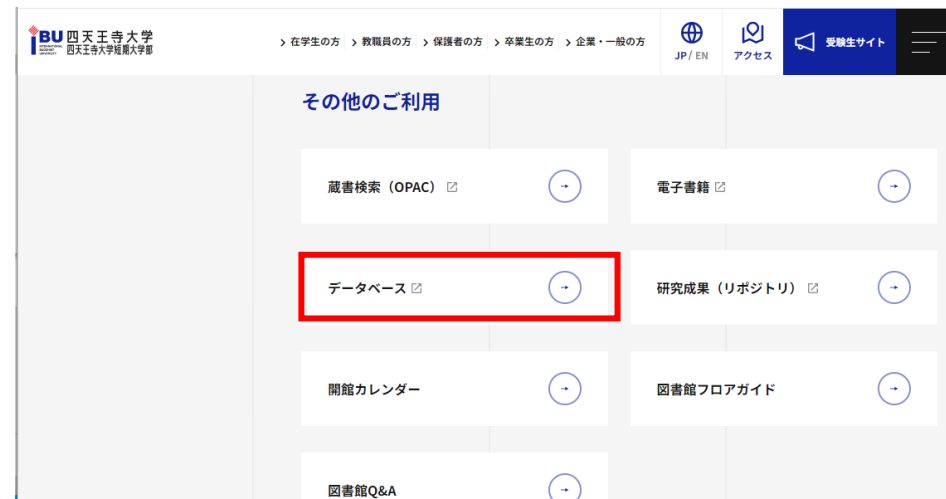 IBU 四天王寺大学
四天王寺大学短期大学部
在学生の方 教職員の方 保護者の方 卒業生の方 企業・一般の方
JP / EN
アクセス
受験生サイト
その他のご利用
蔵書検索（OPAC）
電子書籍
データベース
研究成果（リポジトリ）
開館カレンダー
図書館フロアガイド
図書館Q&A